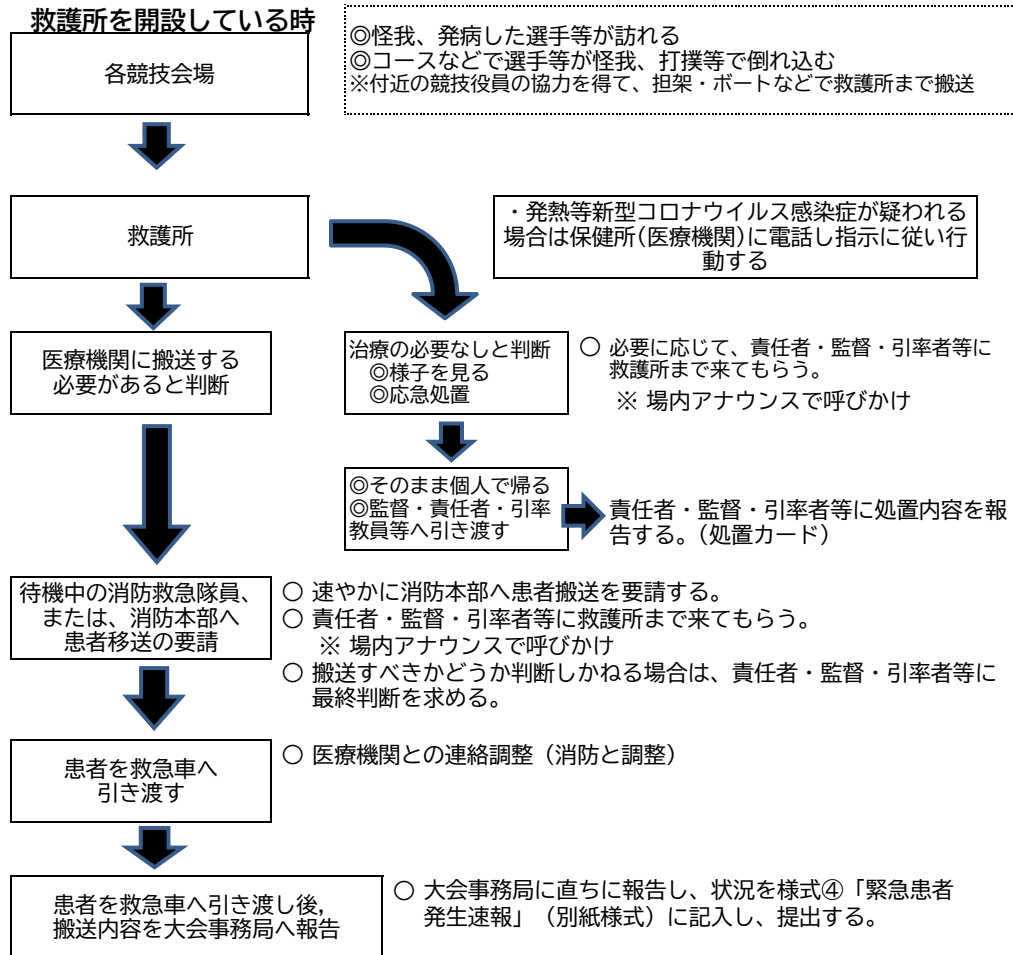 救護所を開設している時
各競技会場
◎怪我、発病した選手等が訪れる
◎コースなどで選手等が怪我、打撲等で倒れ込む
※付近の競技役員の協力を得て、担架・ボートなどで救護所まで搬送
救護所
・発熱等新型コロナウイルス感染症が疑われる
場合は保健所(医療機関)に電話し指示に従い行
動する
医療機関に搬送する
必要があると判断
治療の必要なしと判断
◎様子を見る
◎応急処置
○ 必要に応じて、責任者・監督・引率者等に
救護所まで来てもらう。
※ 場内アナウンスで呼びかけ
◎そのまま個人で帰る
◎監督・責任者・引率
教員等へ引き渡す
責任者・監督・引率者等に処置内容を報
告する。(処置カード)
待機中の消防救急隊員、
または、消防本部へ
患者移送の要請
○ 速やかに消防本部へ患者搬送を要請する。
○ 責任者・監督・引率者等に救護所まで来てもらう。
※ 場内アナウンスで呼びかけ
○ 搬送すべきかどうか判断しかねる場合は、責任者・監督・引率者等に
最終判断を求める。
患者を救急車へ
引き渡す
○ 医療機関との連絡調整（消防と調整）
患者を救急車へ引き渡し後,
搬送内容を大会事務局へ報告
○ 大会事務局に直ちに報告し、状況を様式④「緊急患者
発生速報」（別紙様式）に記入し、提出する。